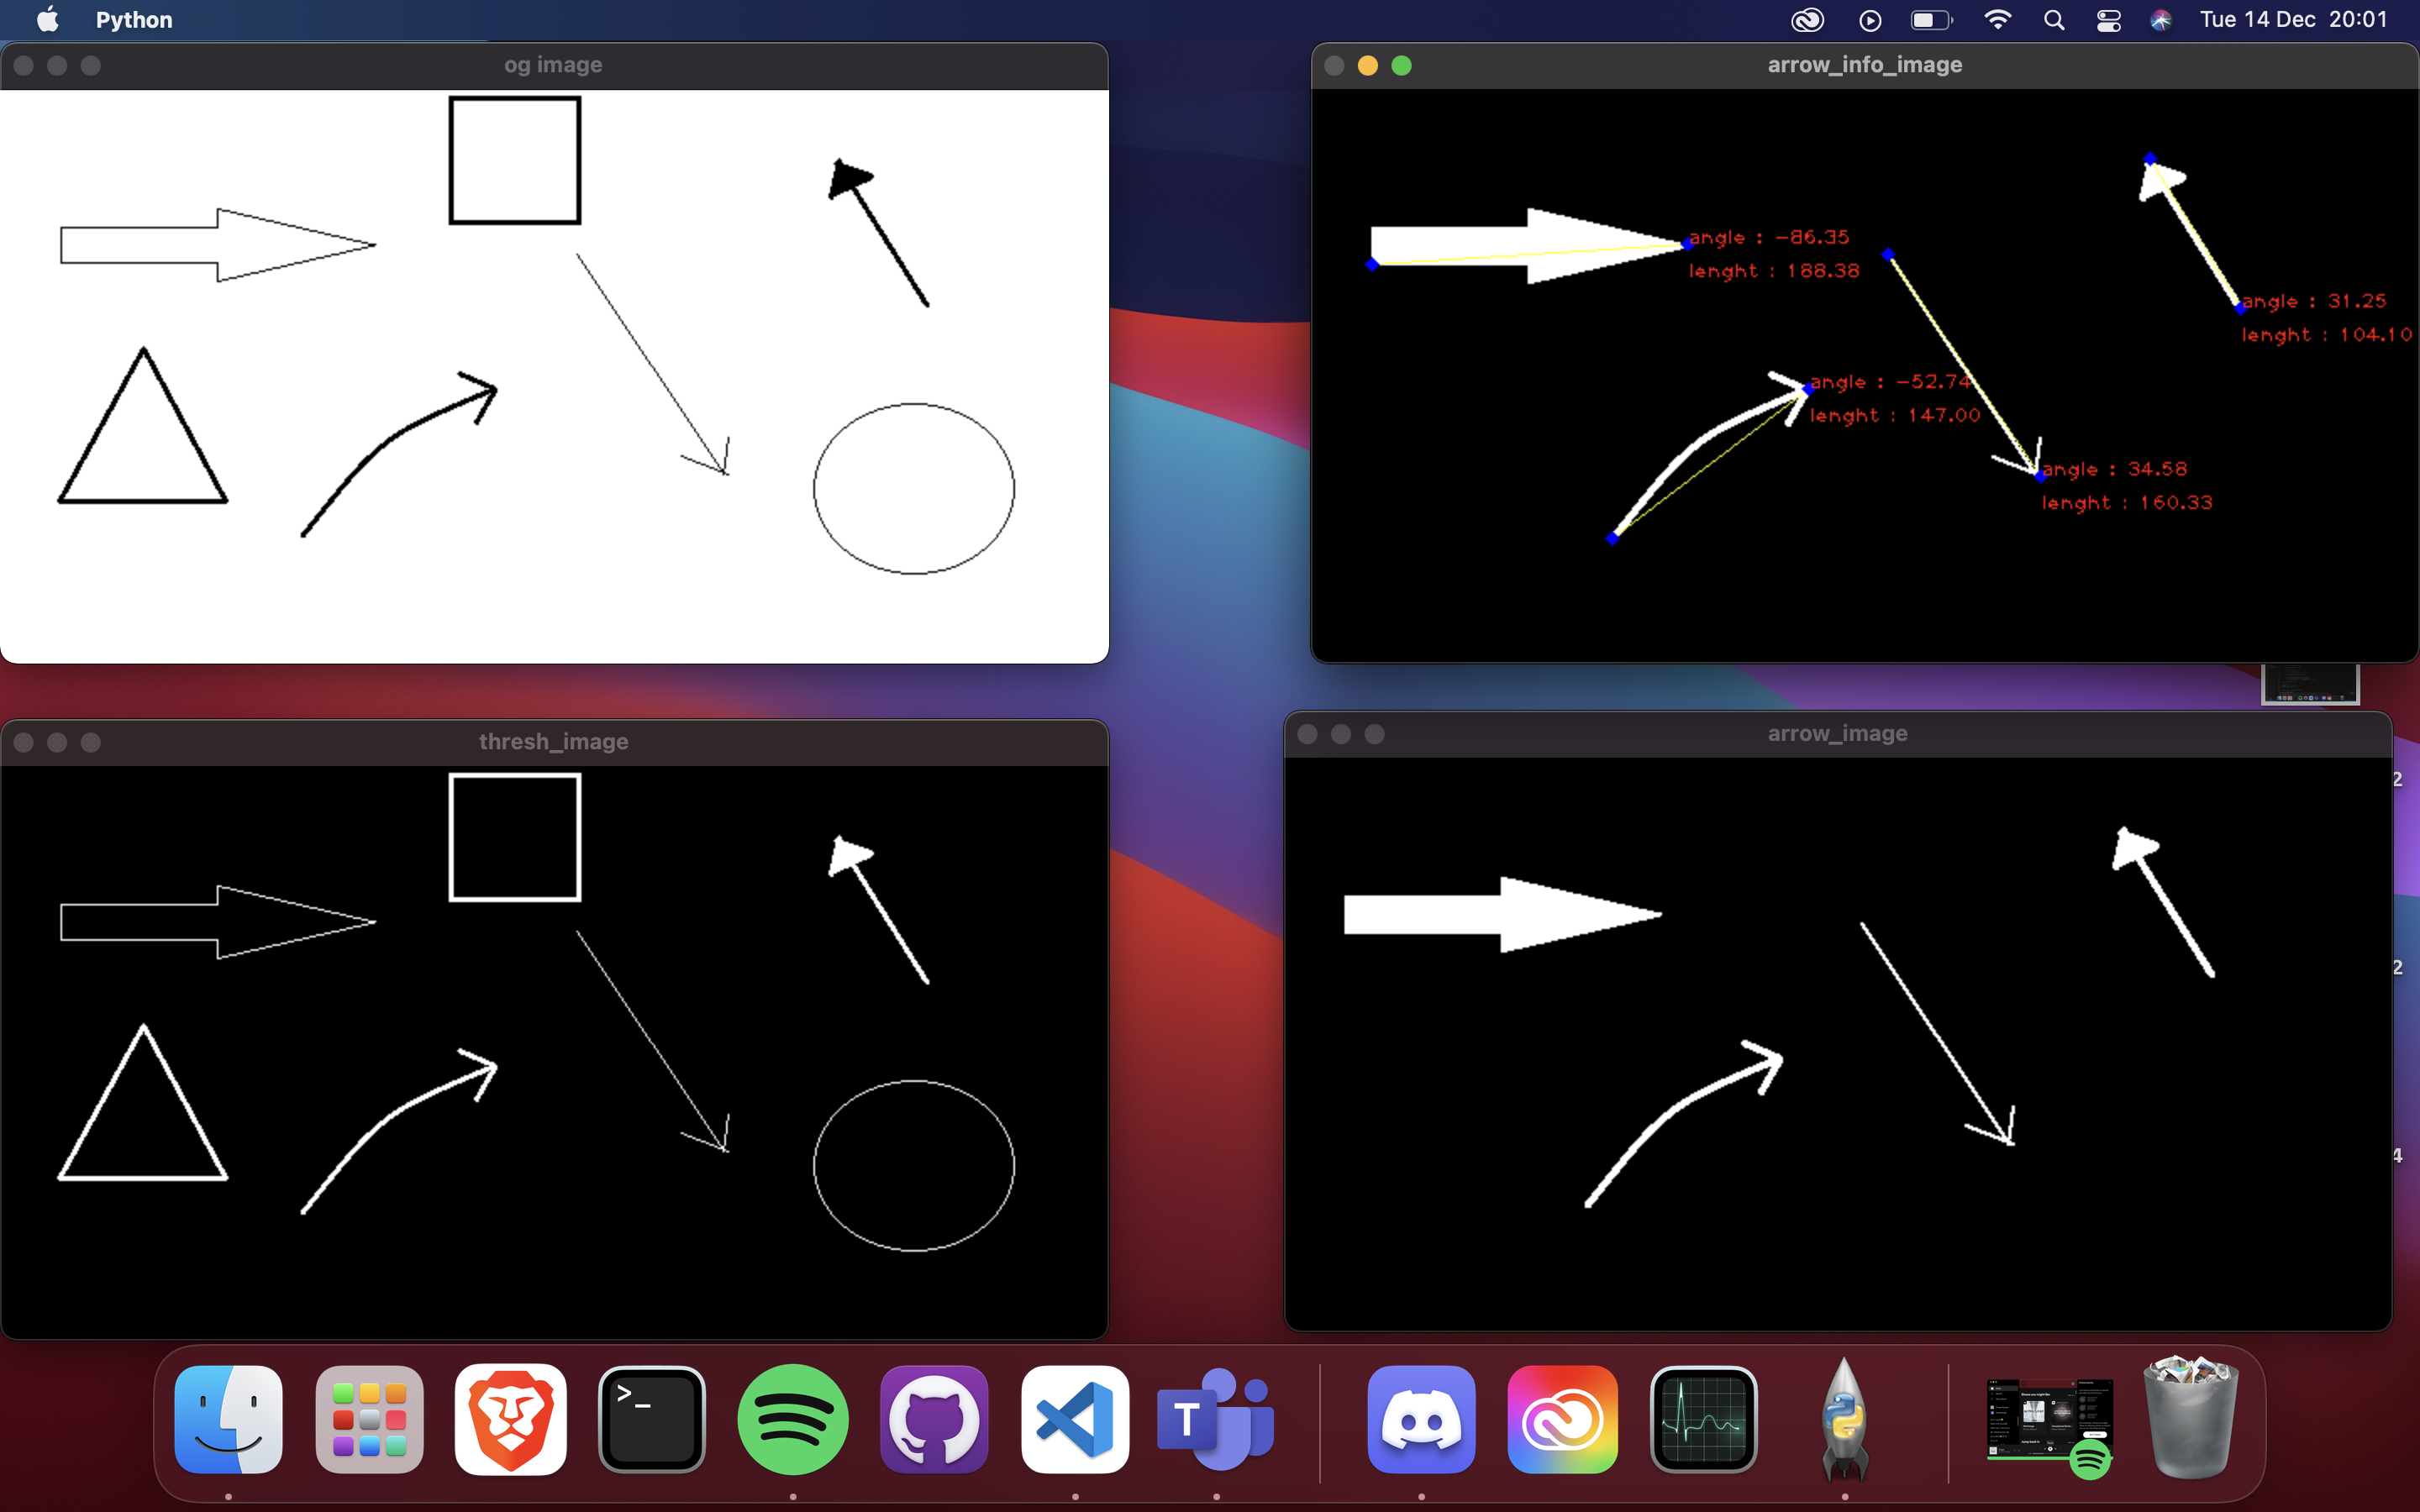 Python
Tue 14 Dec 20:01
og image
arrow_info_image
angle : -86.35
lenght : 188.38
angle : 31.25
lenght : 104.10
angle : -52.74
lenght : 147.00
angle : 34.58
lenght : 160.33
thresh_image
arrow_image
2
2
4
>_
T